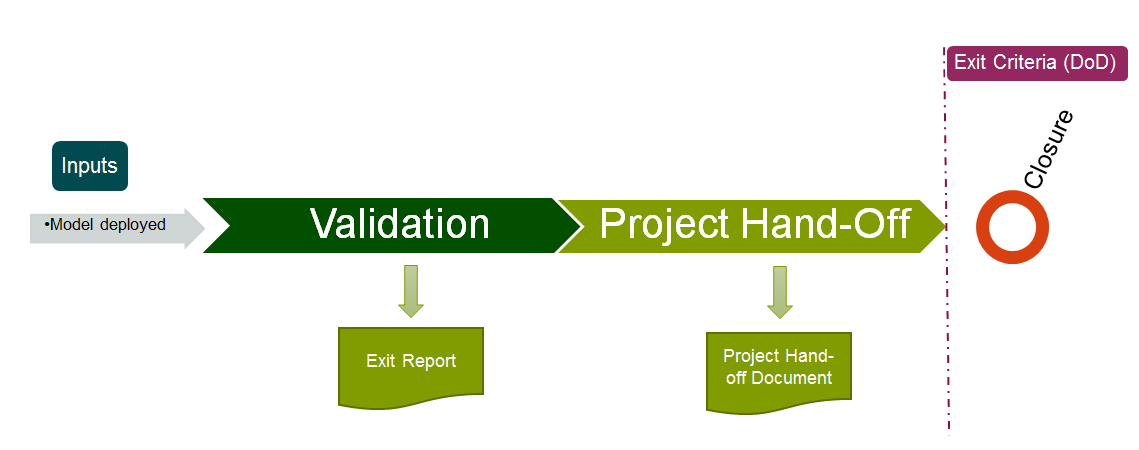 Exit Criteria (DoD)
Closure
Inputs
•Model deployed
Validation
Project Hand-Off
Exit Report
Project Hand-
off Document